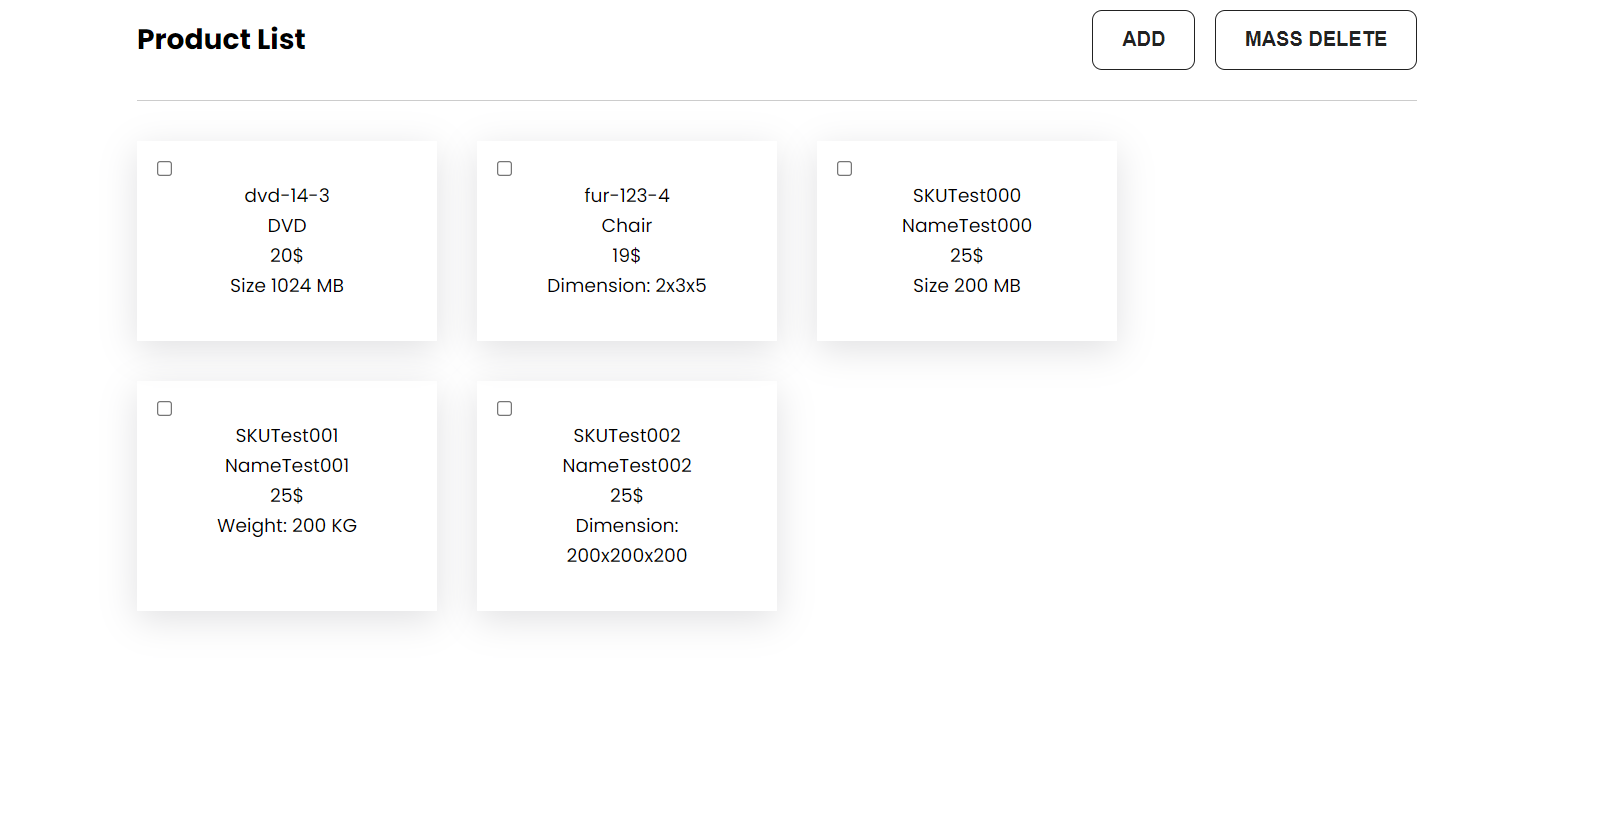 Product List
ADD
MASS DELETE
dvd-14-3
DVD
20$
Size 1024 MB
fur-123-4
Chair
19$
Dimension: 2x3x5
SKUTest000
NameTest000
25$
Size 200 MB
SKUTest001
NameTest001
25$
Weight: 200 KG
SKUTest002
NameTest002
25$
Dimension:
200x200x200